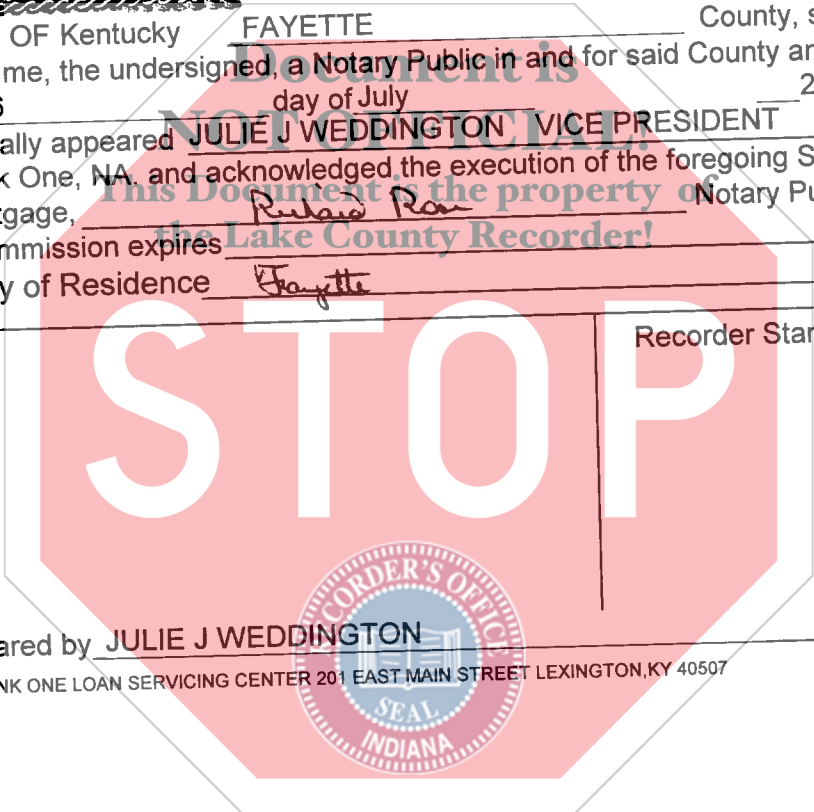 OF Kentucky FAYETTE County, s
me, the undersigned, a Notary Public in and for said County an
6 day of July 2
ally appeared JULIE J WEDDINGTON VICE PRESIDENT
k One, NA. and acknowledged the execution of the foregoing S
tgage, Notary Pu
mmission expires
y of Residence Fayette
Document is
NOT OFFICIAL!
This Document is the property of
the Lake County Recorder!
Recorder Star
STOP
ared by JULIE J WEDDINGTON
NK ONE LOAN SERVICING CENTER 201 EAST MAIN STREET LEXINGTON,KY 40507
RECORDER'S OFFICE
SEAL
INDIANA